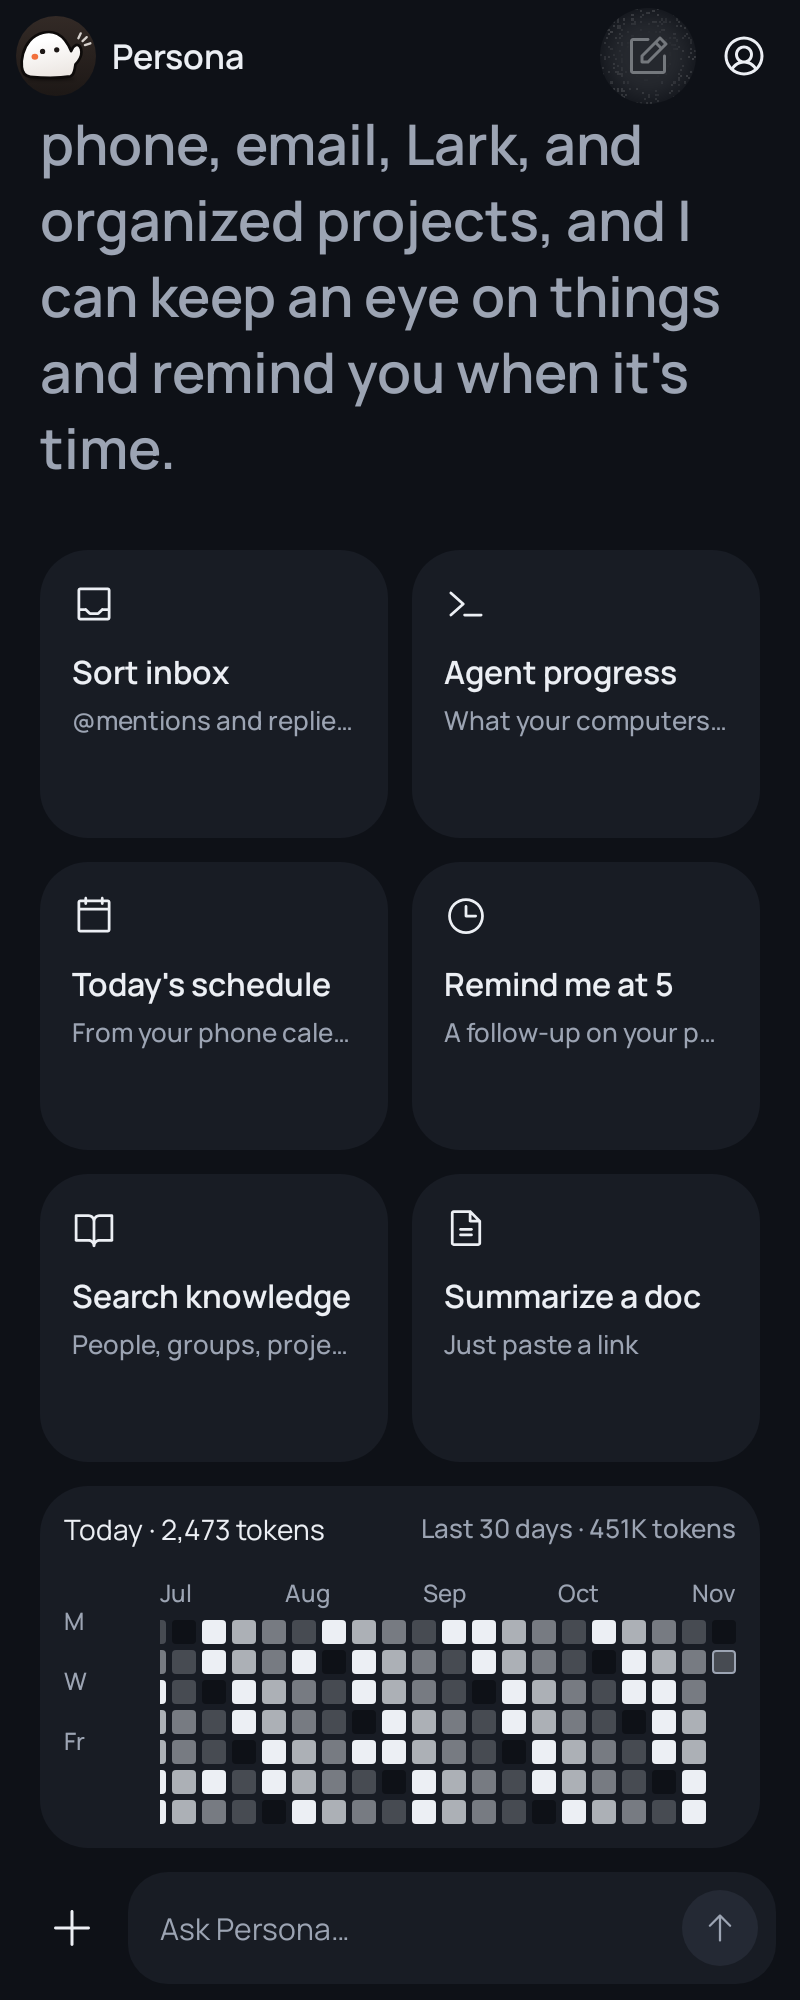 Persona
phone, email, Lark, and
organized projects, and I
can keep an eye on things
and remind you when it's
time.
Sort inbox
@mentions and replie…
Agent progress
What your computers…
Today's schedule
From your phone cale…
Remind me at 5
A follow-up on your p…
Search knowledge
People, groups, proje…
Summarize a doc
Just paste a link
Today · 2,473 tokens
Last 30 days · 451K tokens
Jul Aug Sep Oct Nov
M
W
Fr
Ask Persona…